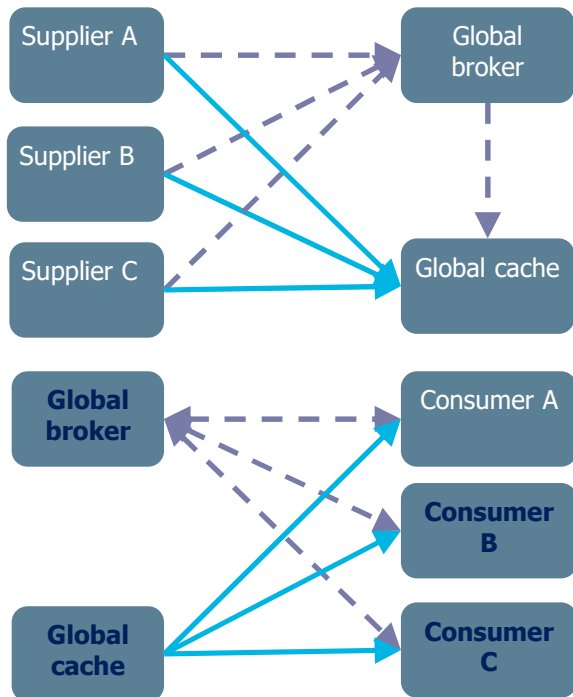 Supplier A
Global
broker
Supplier B
Supplier C
Global cache
Global
broker
Consumer A
Consumer
B
Global
cache
Consumer
C